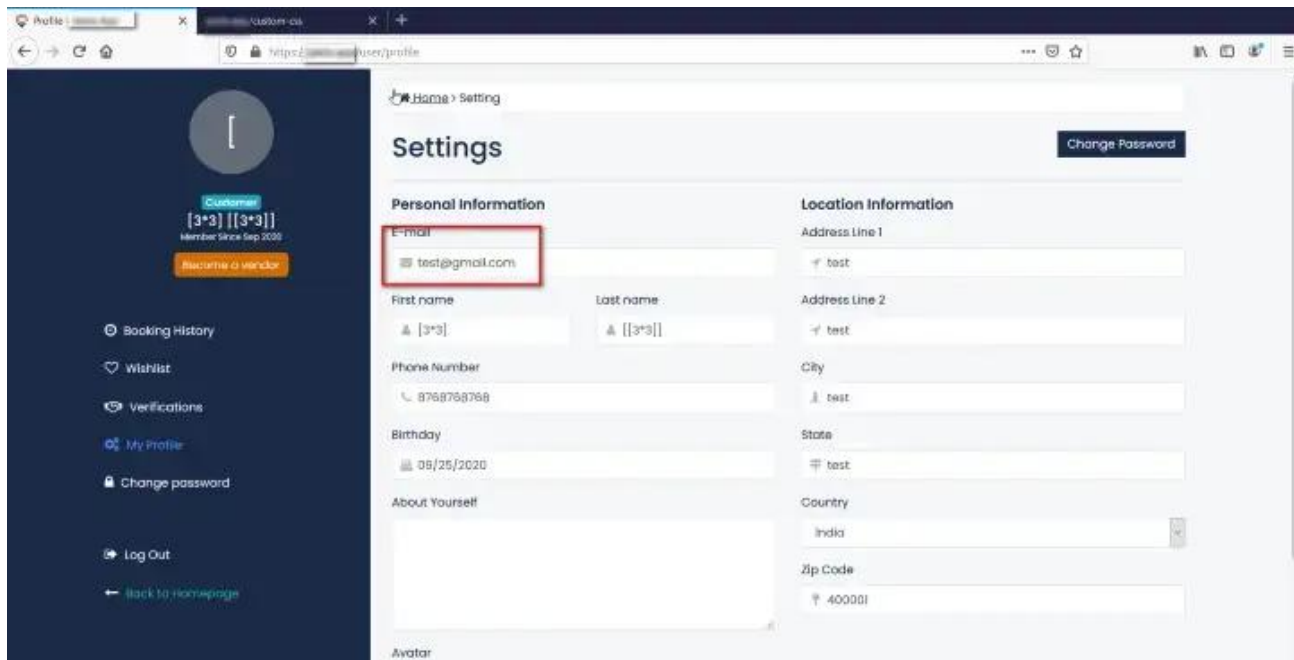 Profile
/custom-css
https:/ /user/profile
[
Customer
[3*3] [[3*3]]
Member Since Sep 2020
Become a vendor
Booking History
Wishlist
Verifications
My Profile
Change password
Log Out
Back to Homepage
Home > Setting
Settings
Change Password
Personal Information
E-mail
test@gmail.com
First name
Last name
[3*3]
[[3*3]]
Phone Number
8768768768
Birthday
09/25/2020
About Yourself
Avatar
Location Information
Address Line 1
test
Address Line 2
test
City
test
State
test
Country
India
Zip Code
400001